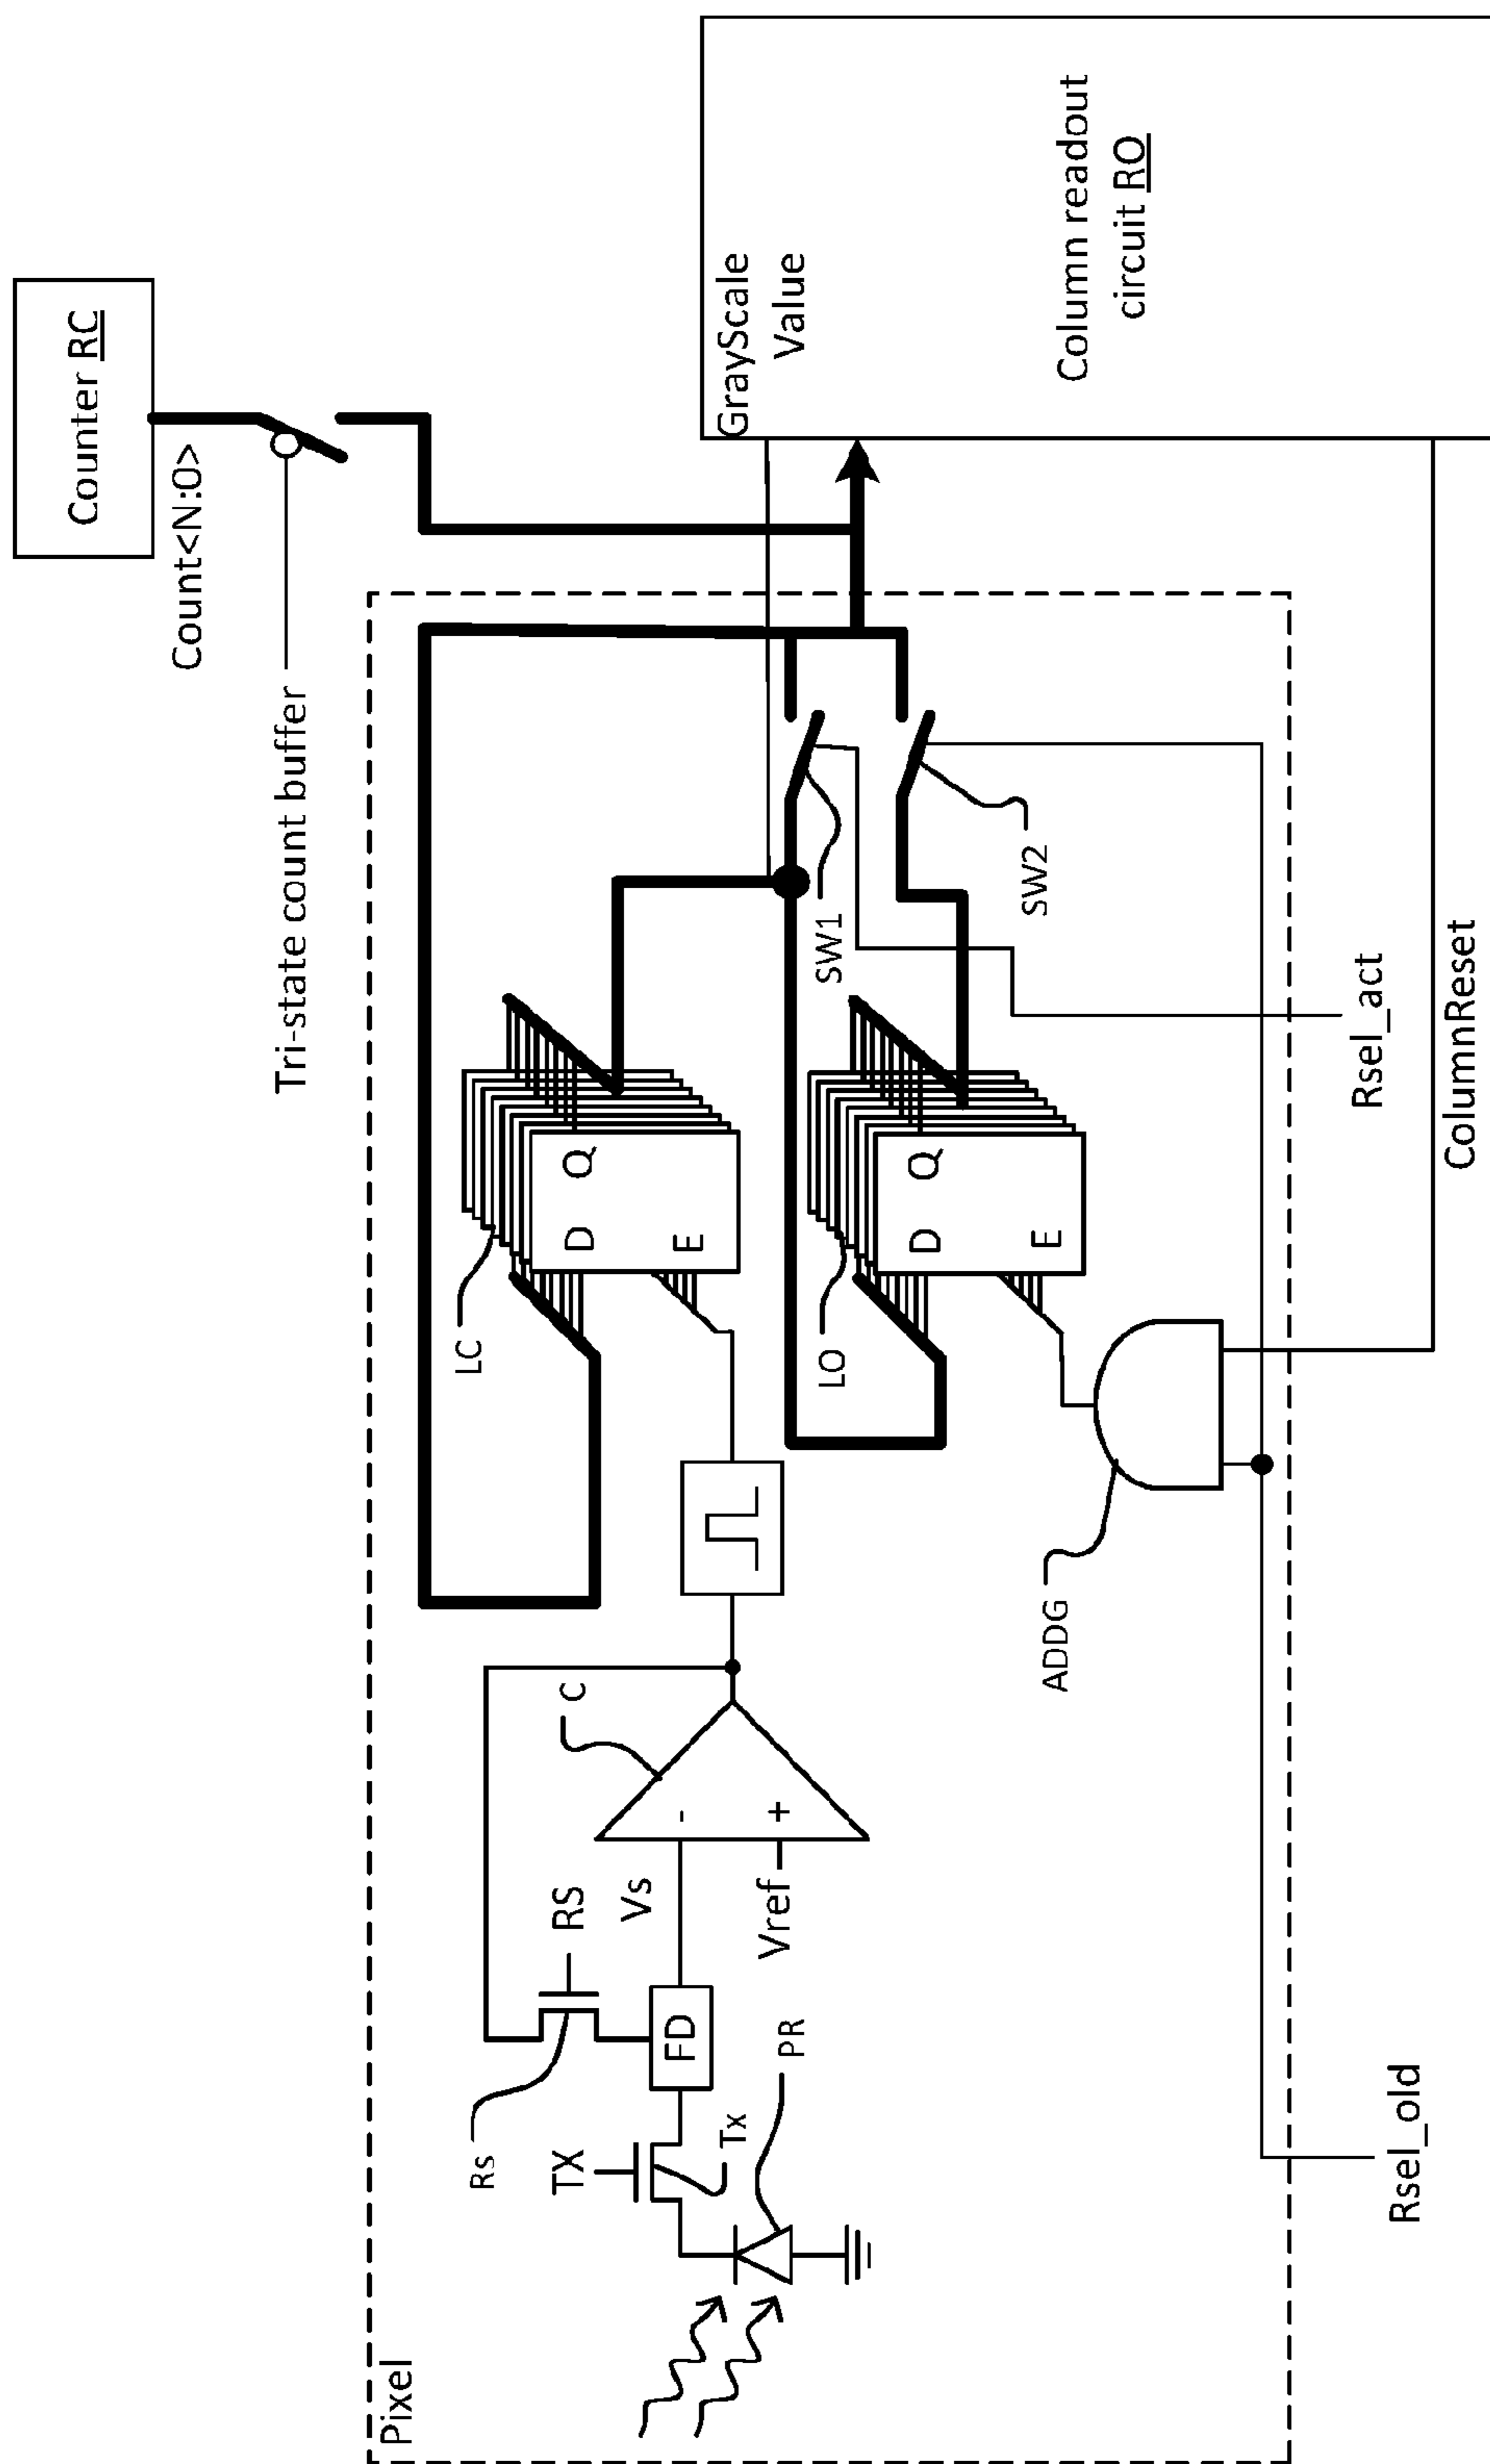 Pixel
Counter RC
Count<N:0>
Tri-state count buffer
GrayScale
Value
Column readout
circuit RO
LC
D
Q
E
C
RS
Rs
Vs
-
+
Vref
FD
TX
Tx
PR
LO
D
Q
E
SW1
SW2
ADDG
Rsel_act
ColumnReset
Rsel_old